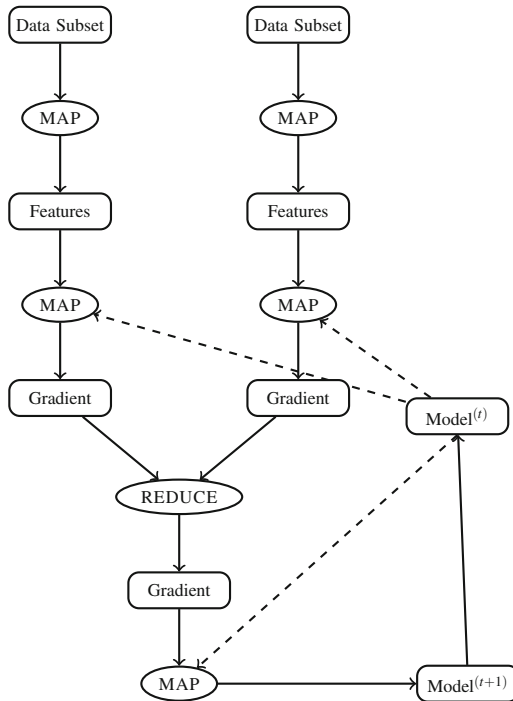 Data Subset
Data Subset
MAP
MAP
Features
Features
MAP
MAP
Gradient
Gradient
Model⁽ᵗ⁾
REDUCE
Gradient
MAP
Model⁽ᵗ⁺¹⁾